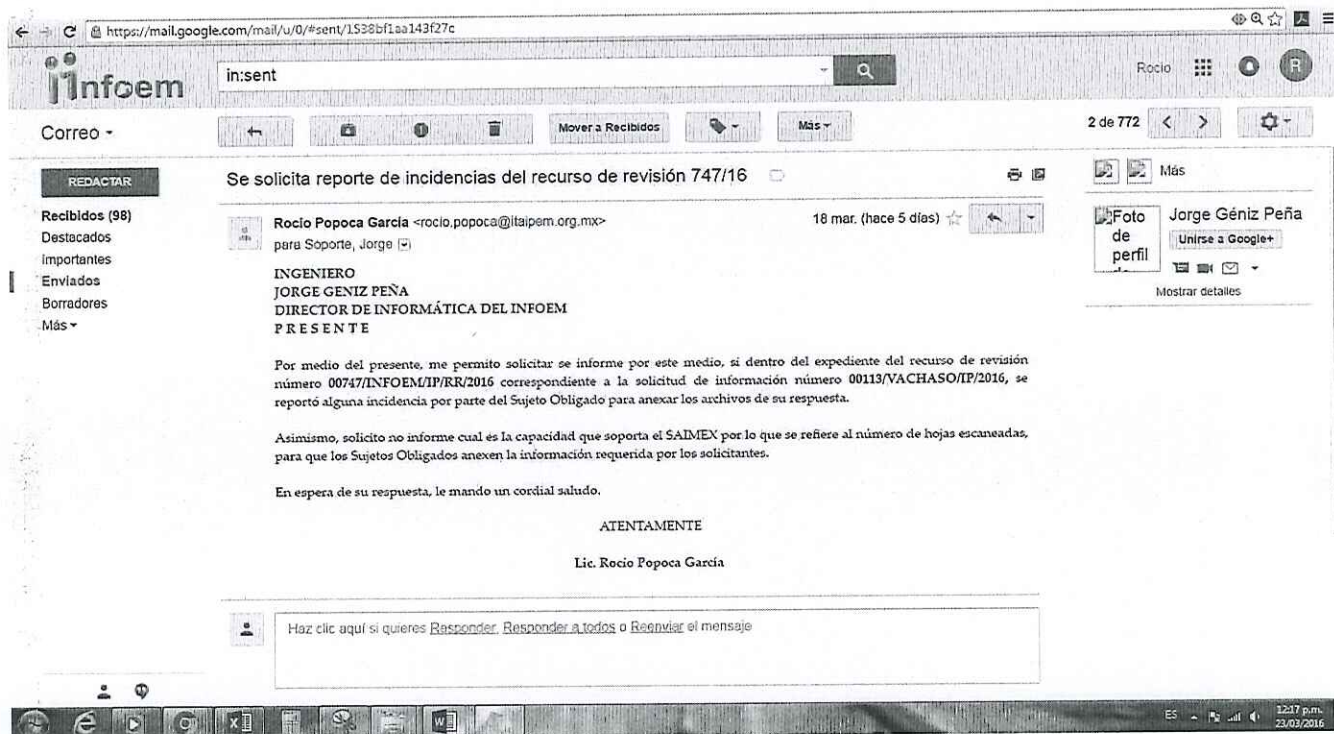 https://mail.google.com/mail/u/0/#sent/1538bf1aa143f27c
infoem
in:sent
Rocio
R
Correo
Mover a Recibidos
Más
2 de 772
REDACTAR
Se solicita reporte de incidencias del recurso de revisión 747/16
Más
Recibidos (98)
Destacados
Importantes
Enviados
Borradores
Más
Rocio Popoca García <rocio.popoca@itaipem.org.mx>
18 mar. (hace 5 días)
para Soporte, Jorge
Foto de perfil
Jorge Géniz Peña
Unirse a Google+
Mostrar detalles
INGENIERO
JORGE GENIZ PEÑA
DIRECTOR DE INFORMÁTICA DEL INFOEM
P R E S E N T E
Por medio del presente, me permito solicitar se informe por este medio, si dentro del expediente del recurso de revisión
número 00747/INFOEM/IP/RR/2016 correspondiente a la solicitud de información número 00113/VACHASO/IP/2016, se
reportó alguna incidencia por parte del Sujeto Obligado para anexar los archivos de su respuesta.
Asimismo, solicito no informe cual es la capacidad que soporta el SAIMEX por lo que se refiere al número de hojas escaneadas,
para que los Sujetos Obligados anexen la información requerida por los solicitantes.
En espera de su respuesta, le mando un cordial saludo.
ATENTAMENTE
Lic. Rocio Popoca García
Haz clic aquí si quieres Responder, Responder a todos o Reenviar el mensaje
ES
12:17 p.m.
23/03/2016